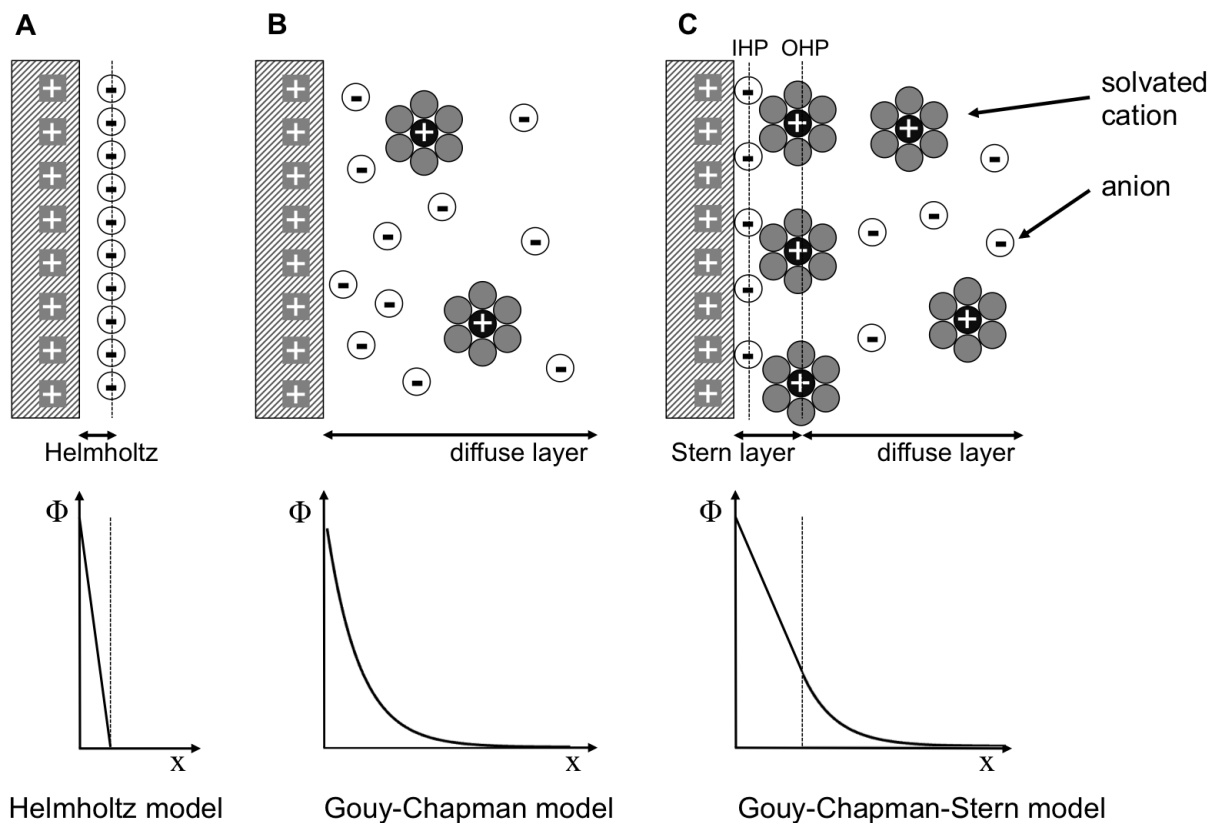 A
B
C
IHP OHP
solvated
cation
anion
Helmholtz
diffuse layer
Stern layer
diffuse layer
Φ
x
Φ
x
Φ
x
Helmholtz model
Gouy-Chapman model
Gouy-Chapman-Stern model